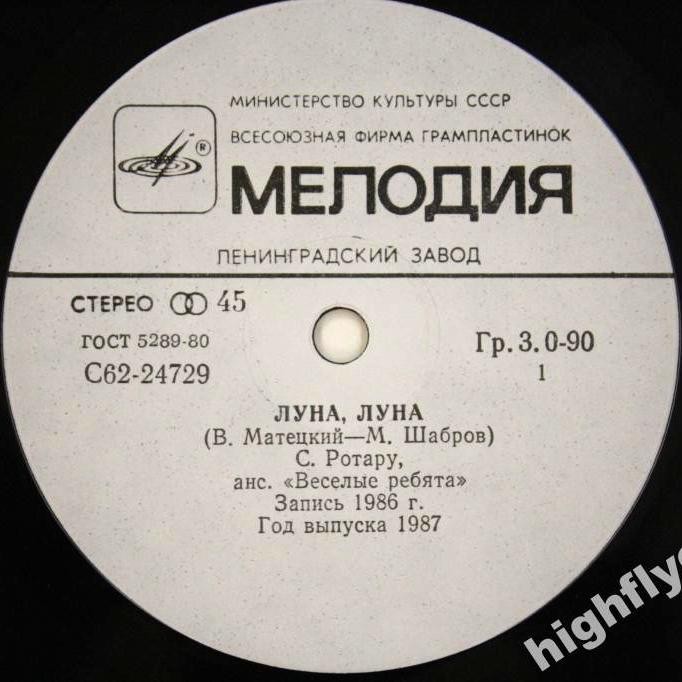 МИНИСТЕРСТВО КУЛЬТУРЫ СССР
ВСЕСОЮЗНАЯ ФИРМА ГРАМПЛАСТИНОК
®
МЕЛОДИЯ
ЛЕНИНГРАДСКИЙ ЗАВОД
СТЕРЕО 45
ГОСТ 5289-80
С62-24729
Гр. 3. 0-90
1
ЛУНА, ЛУНА
(В. Матецкий—М. Шабров)
С. Ротару,
анс. «Веселые ребята»
Запись 1986 г.
Год выпуска 1987